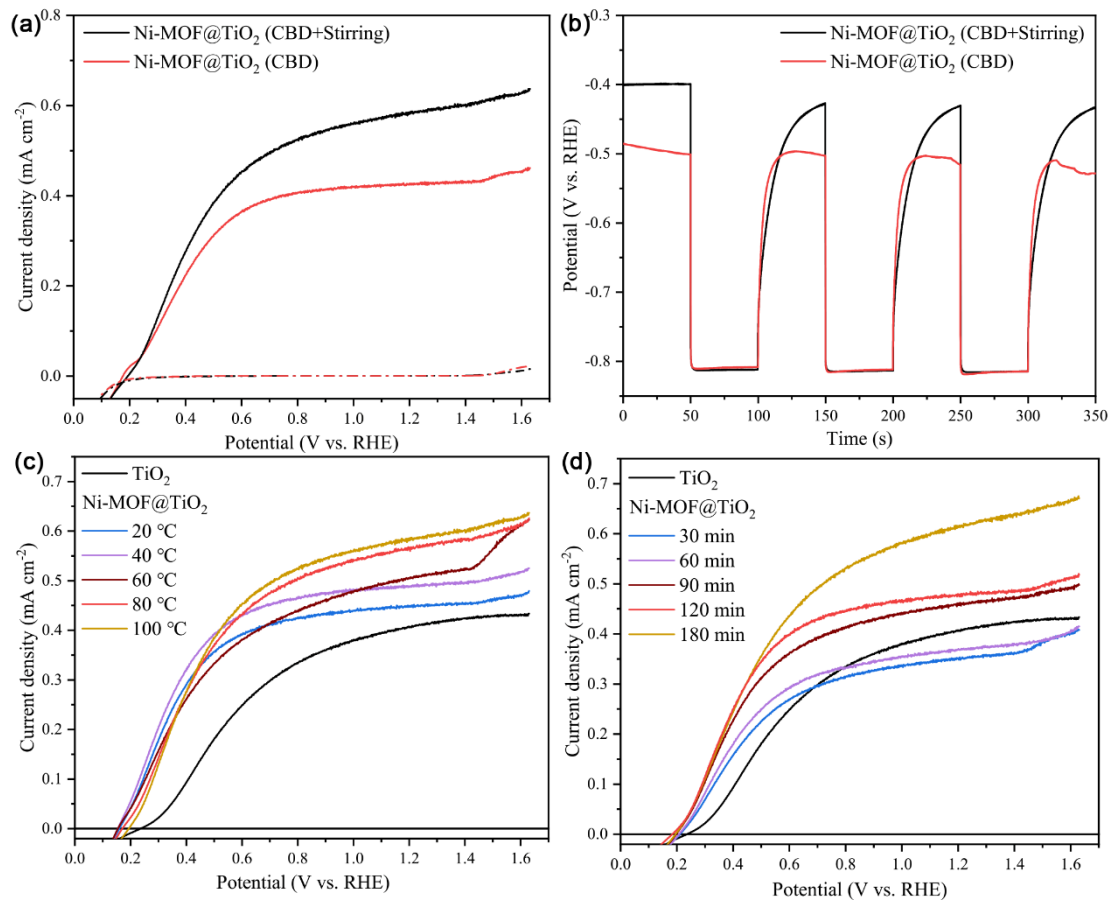 (a)
Ni-MOF@TiO2 (CBD+Stirring)
Ni-MOF@TiO2 (CBD)
0.8
0.6
0.4
0.2
0.0
Current density (mA cm-2)
0.0 0.2 0.4 0.6 0.8 1.0 1.2 1.4 1.6
Potential (V vs. RHE)
(b)
Ni-MOF@TiO2 (CBD+Stirring)
Ni-MOF@TiO2 (CBD)
-0.3
-0.4
-0.5
-0.6
-0.7
-0.8
Potential (V vs. RHE)
0 50 100 150 200 250 300 350
Time (s)
(c)
TiO2
Ni-MOF@TiO2
20 ℃
40 ℃
60 ℃
80 ℃
100 ℃
0.7
0.6
0.5
0.4
0.3
0.2
0.1
0.0
Current density (mA cm-2)
0.0 0.2 0.4 0.6 0.8 1.0 1.2 1.4 1.6
Potential (V vs. RHE)
(d)
TiO2
Ni-MOF@TiO2
30 min
60 min
90 min
120 min
180 min
0.7
0.6
0.5
0.4
0.3
0.2
0.1
0.0
Current density (mA cm-2)
0.0 0.2 0.4 0.6 0.8 1.0 1.2 1.4 1.6
Potential (V vs. RHE)